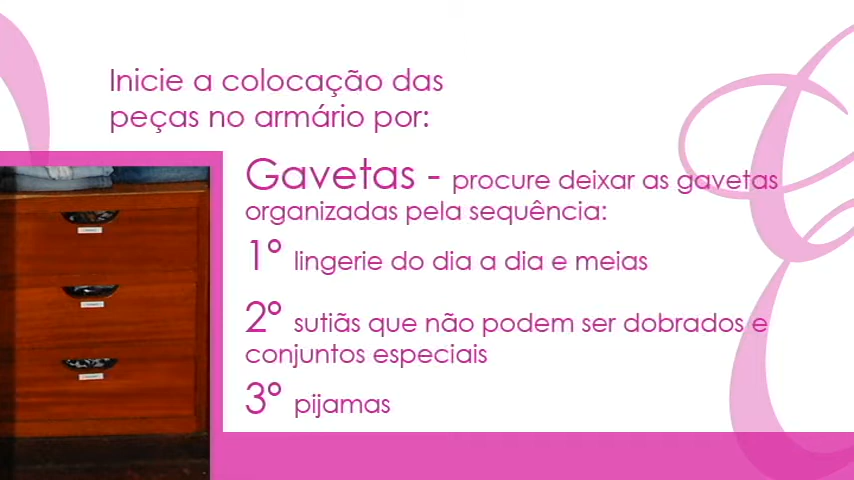 Inicie a colocação das
peças no armário por:
Gavetas - procure deixar as gavetas
organizadas pela sequência:
1º lingerie do dia a dia e meias
2º sutiãs que não podem ser dobrados e
conjuntos especiais
3º pijamas